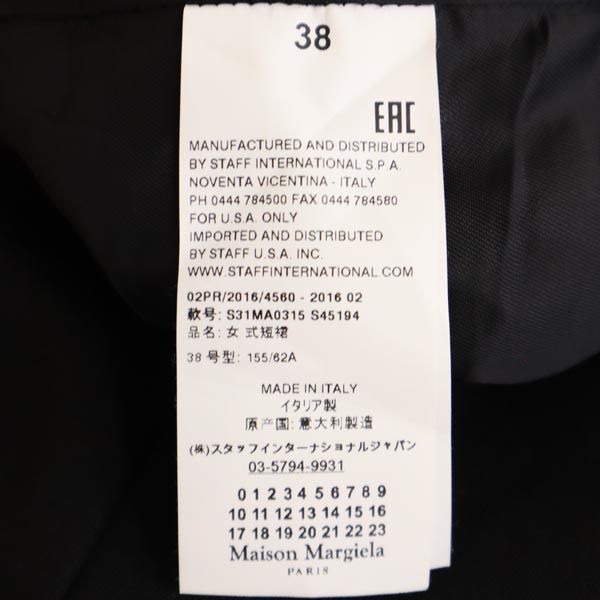 38
EAC
MANUFACTURED AND DISTRIBUTED
BY STAFF INTERNATIONAL S.P.A.
NOVENTA VICENTINA - ITALY
PH 0444 784500 FAX 0444 784580
FOR U.S.A. ONLY
IMPORTED AND DISTRIBUTED
BY STAFF U.S.A. INC.
WWW.STAFFINTERNATIONAL.COM
02PR/2016/4560 - 2016 02
款号: S31MA0315 S45194
品名: 女 式短裙
38 号型: 155/62A
MADE IN ITALY
イタリア製
原产国: 意大利製造
(株)スタッフインターナショナルジャパン
03-5794-9931
0 1 2 3 4 5 6 7 8 9
10 11 12 13 14 15 16
17 18 19 20 21 22 23
Maison Margiela
PARIS